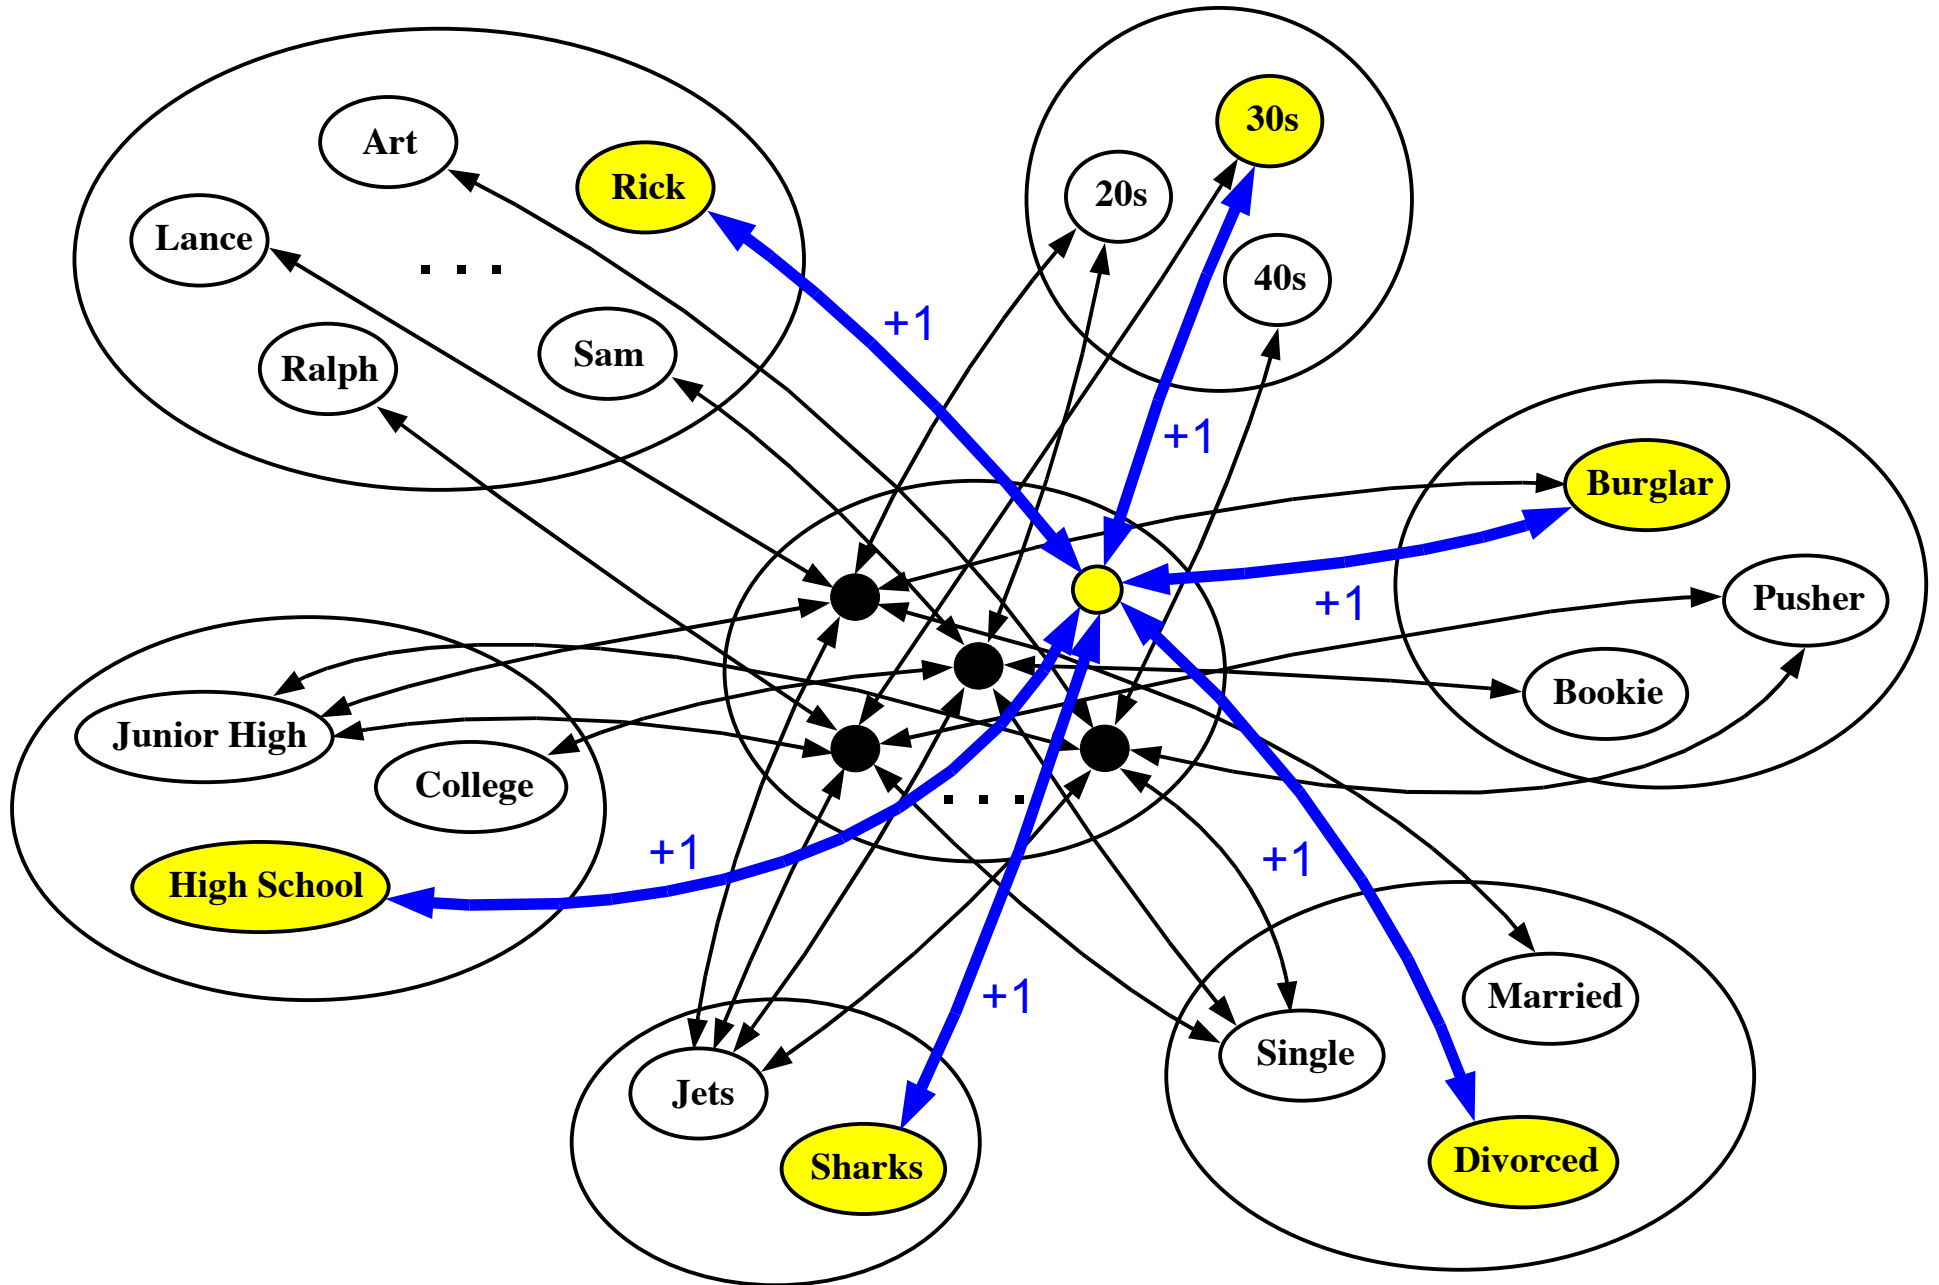 Art
Rick
Lance
. . .
Ralph
Sam
30s
20s
40s
+1
+1
Burglar
Pusher
Bookie
+1
Junior High
College
High School
+1
. . .
+1
+1
Jets
Sharks
Married
Single
Divorced